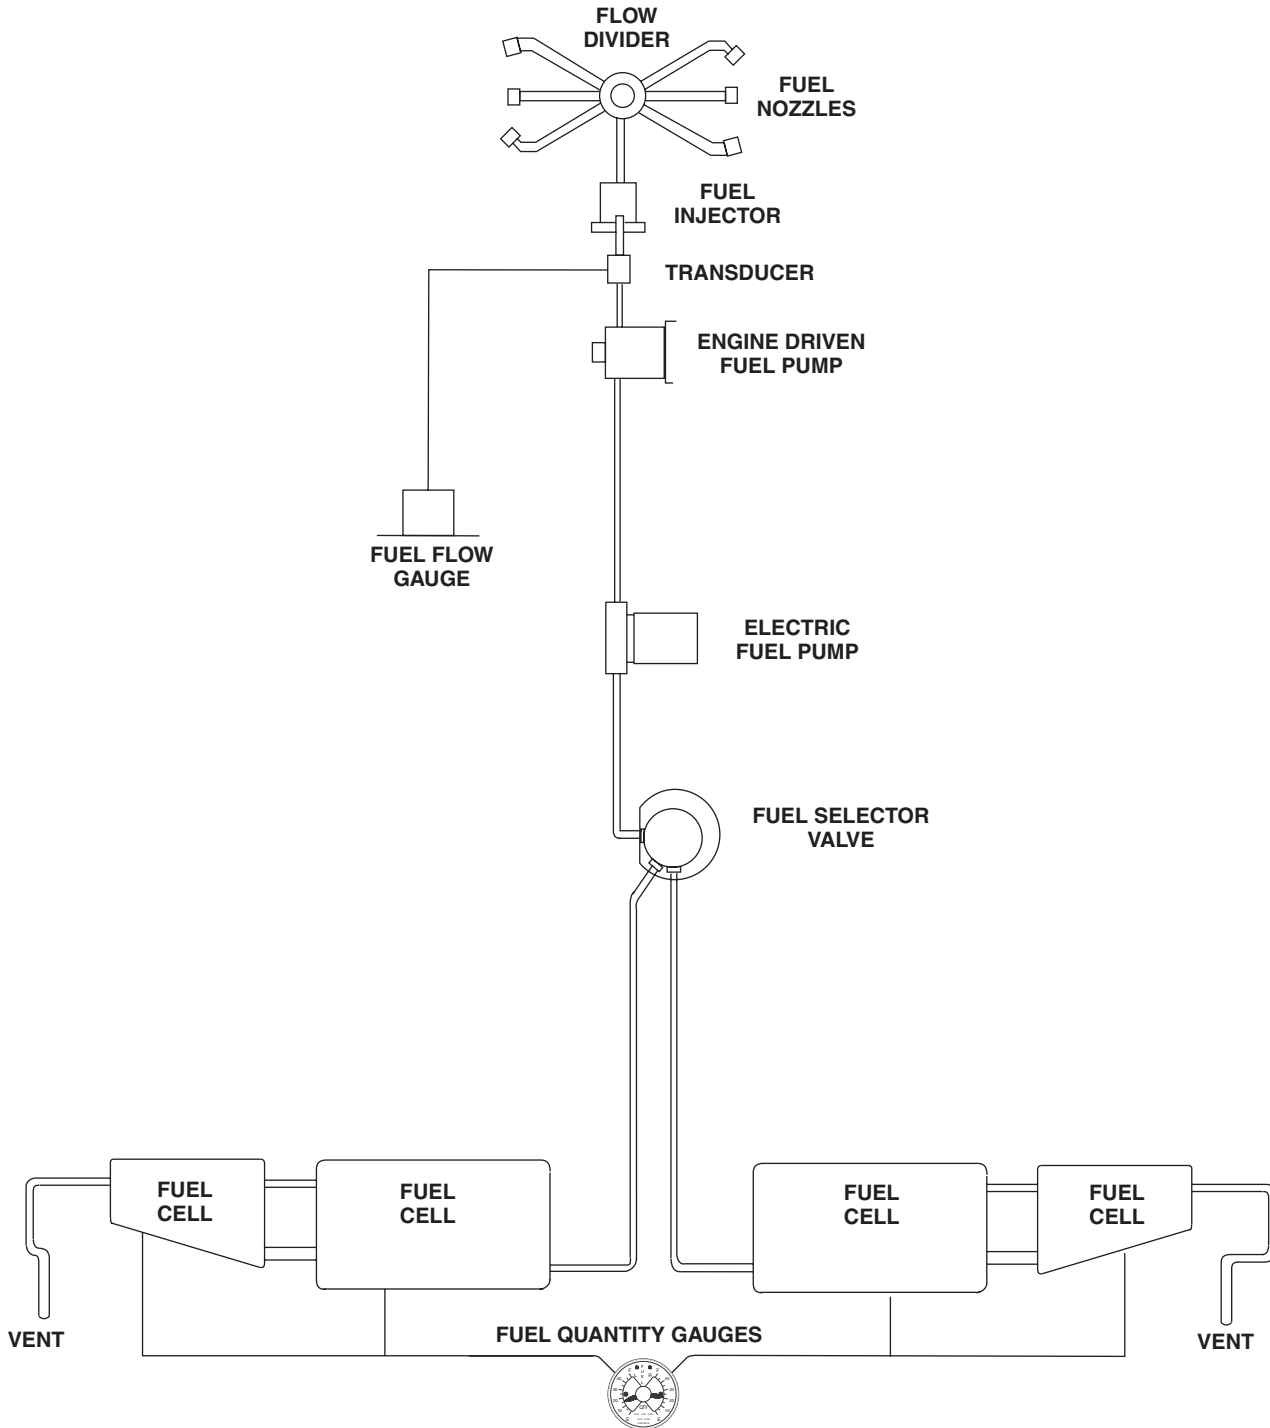 FLOW
DIVIDER
FUEL
NOZZLES
FUEL
INJECTOR
TRANSDUCER
ENGINE DRIVEN
FUEL PUMP
FUEL FLOW
GAUGE
ELECTRIC
FUEL PUMP
FUEL SELECTOR
VALVE
FUEL
CELL
FUEL
CELL
FUEL
CELL
FUEL
CELL
VENT
FUEL QUANTITY GAUGES
VENT